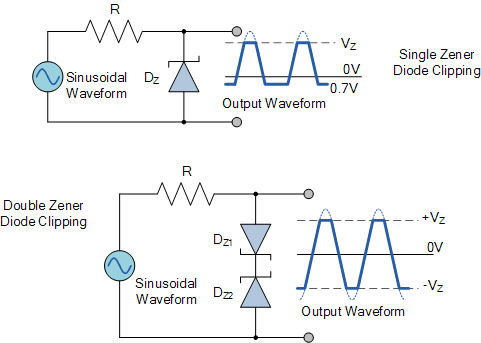 R
Sinusoidal
Waveform
DZ
VZ
0V
0.7V
Output Waveform
Single Zener
Diode Clipping
Double Zener
Diode Clipping
R
Sinusoidal
Waveform
DZ1
DZ2
+VZ
0V
-VZ
Output Waveform